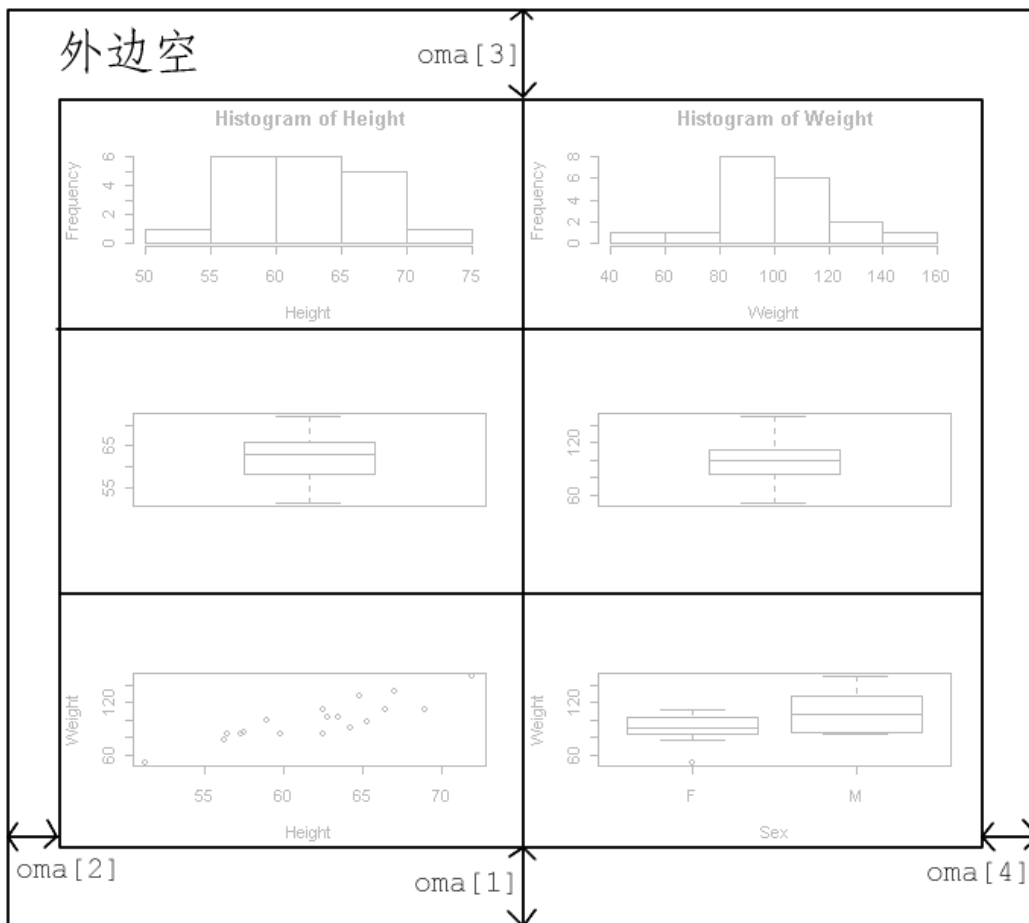 外边空
oma[3]
Histogram of Height
Frequency
0 2 4 6
50 55 60 65 70 75
Height
Histogram of Weight
Frequency
0 2 4 6 8
40 60 80 100 120 140 160
Weight
55 65
60 120
Weight
60 120
55 60 65 70
Height
Weight
60 120
F M
Sex
oma[2]
oma[1]
oma[4]